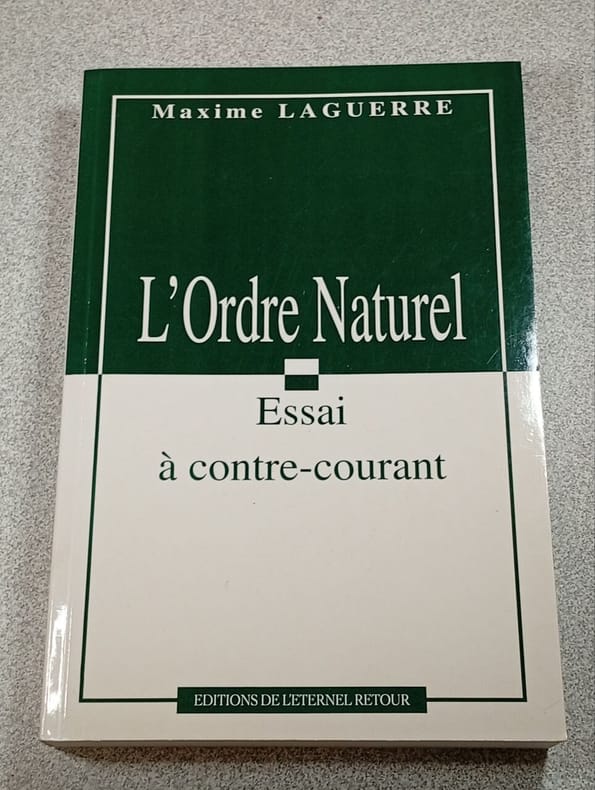 Maxime LAGUERRE
L'Ordre Naturel
Essai
à contre-courant
EDITIONS DE L'ETERNEL RETOUR